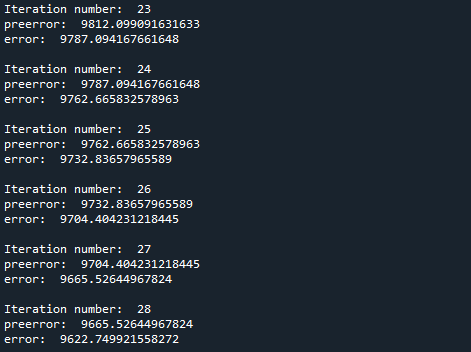 Iteration number:  23
preerror:  9812.099091631633
error:  9787.094167661648
Iteration number:  24
preerror:  9787.094167661648
error:  9762.665832578963
Iteration number:  25
preerror:  9762.665832578963
error:  9732.83657965589
Iteration number:  26
preerror:  9732.83657965589
error:  9704.404231218445
Iteration number:  27
preerror:  9704.404231218445
error:  9665.52644967824
Iteration number:  28
preerror:  9665.52644967824
error:  9622.749921558272